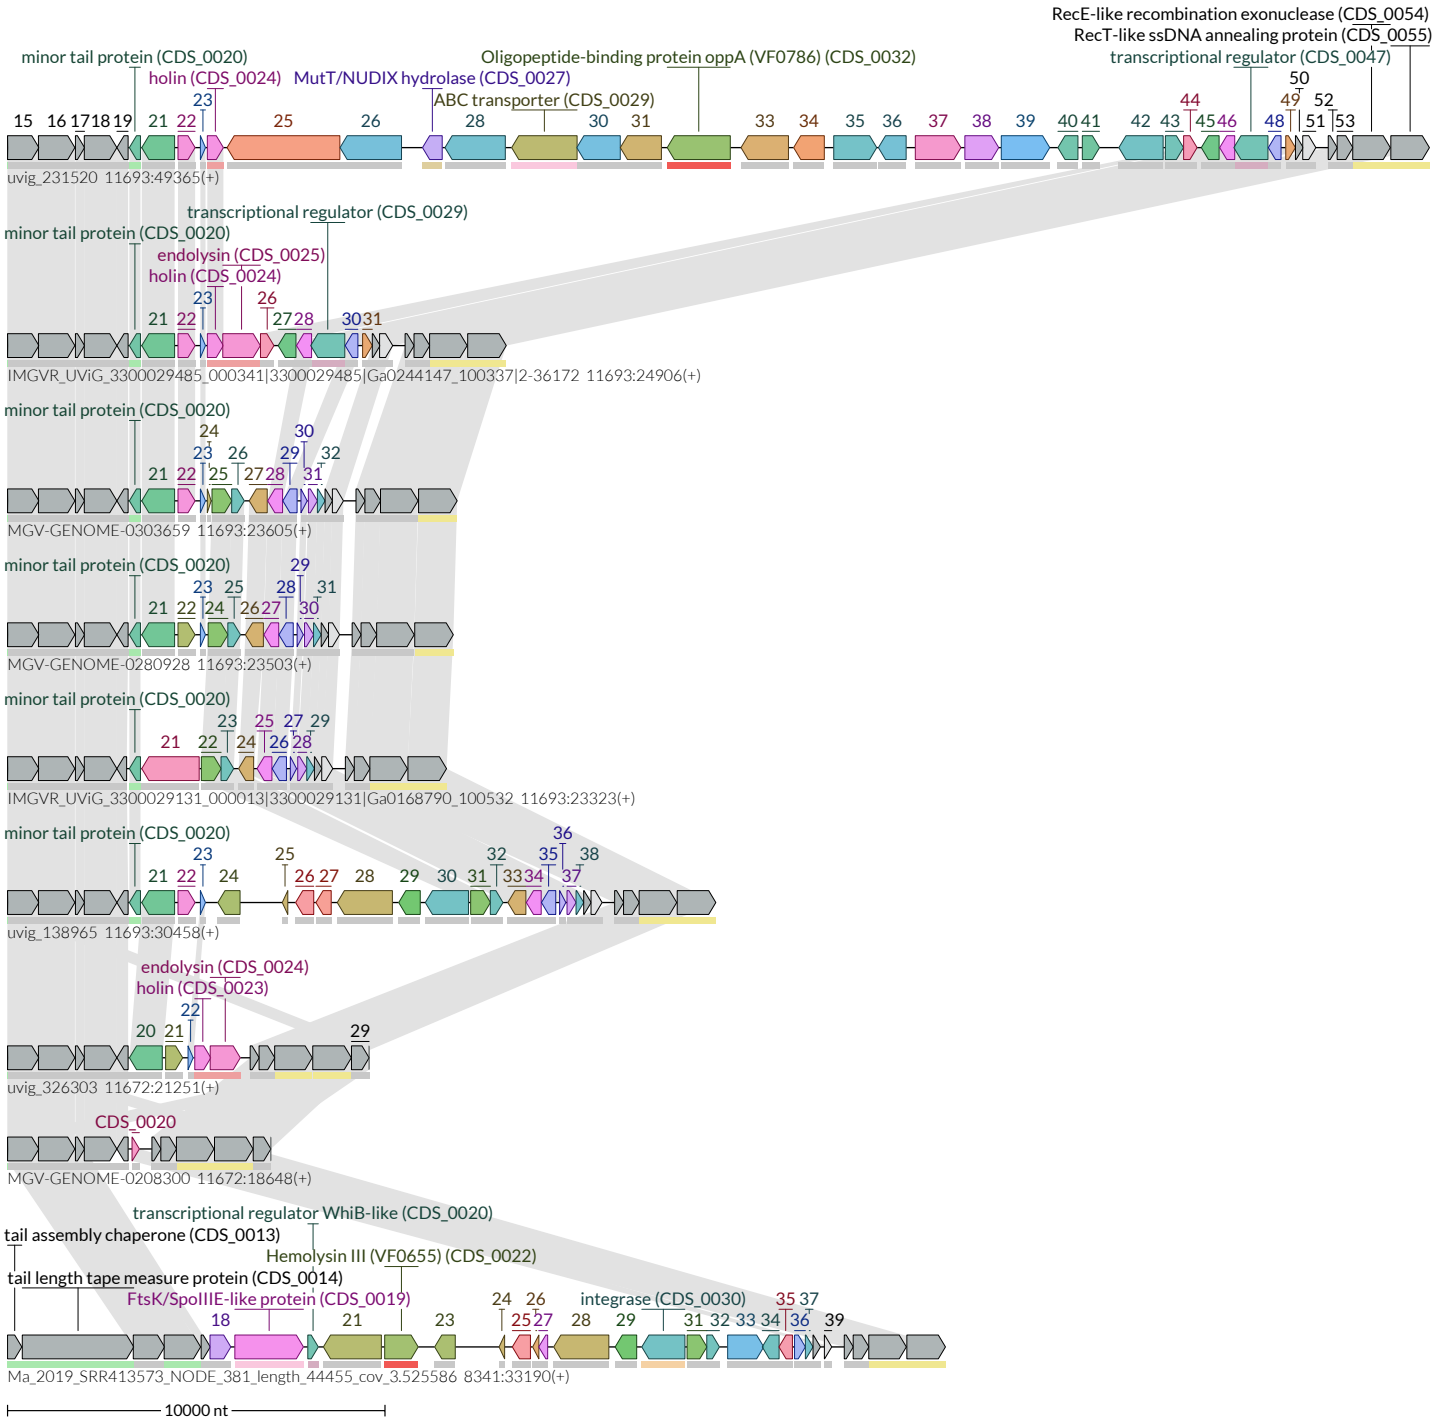 RecE-like recombination exonuclease (CDS_0054)
RecT-like ssDNA annealing protein (CDS_0055)
minor tail protein (CDS_0020) Oligopeptide-binding protein oppA (VF0786) (CDS_0032) transcriptional regulator (CDS_0047)
holin (CDS_0024) MutT/NUDIX hydrolase (CDS_0027) 50
23 ABC transporter (CDS_0029) 44 49 52
15 16 17 18 19 21 22 25 26 28 30 31 33 34 35 36 37 38 39 40 41 42 43 45 46 48 51 53
uvig_231520 11693:49365(+)
transcriptional regulator (CDS_0029)
minor tail protein (CDS_0020)
endolysin (CDS_0025)
holin (CDS_0024)
23 26
21 22 27 28 30 31
IMGVR_UViG_3300029485_000341|3300029485|Ga0244147_100337|2-36172 11693:24906(+)
minor tail protein (CDS_0020)
24 30
23 26 29 32
21 22 25 27 28 31
MGV-GENOME-0303659 11693:23605(+)
minor tail protein (CDS_0020) 29
23 25 28 31
21 22 24 26 27 30
MGV-GENOME-0280928 11693:23503(+)
minor tail protein (CDS_0020)
23 25 27 29
21 22 24 26 28
IMGVR_UViG_3300029131_000013|3300029131|Ga0168790_100532 11693:23323(+)
minor tail protein (CDS_0020) 36
23 25 32 35 38
21 22 24 26 27 28 29 30 31 33 34 37
uvig_138965 11693:30458(+)
endolysin (CDS_0024)
holin (CDS_0023)
22
20 21 29
uvig_326303 11672:21251(+)
CDS_0020
MGV-GENOME-0208300 11672:18648(+)
transcriptional regulator WhiB-like (CDS_0020)
tail assembly chaperone (CDS_0013)
Hemolysin III (VF0655) (CDS_0022)
tail length tape measure protein (CDS_0014)
FtsK/SpoIIIE-like protein (CDS_0019) 24 26 integrase (CDS_0030) 35 37
18 21 23 25 27 28 29 31 32 33 34 36 39
Ma_2019_SRR413573_NODE_381_length_44455_cov_3.525586 8341:33190(+)
10000 nt